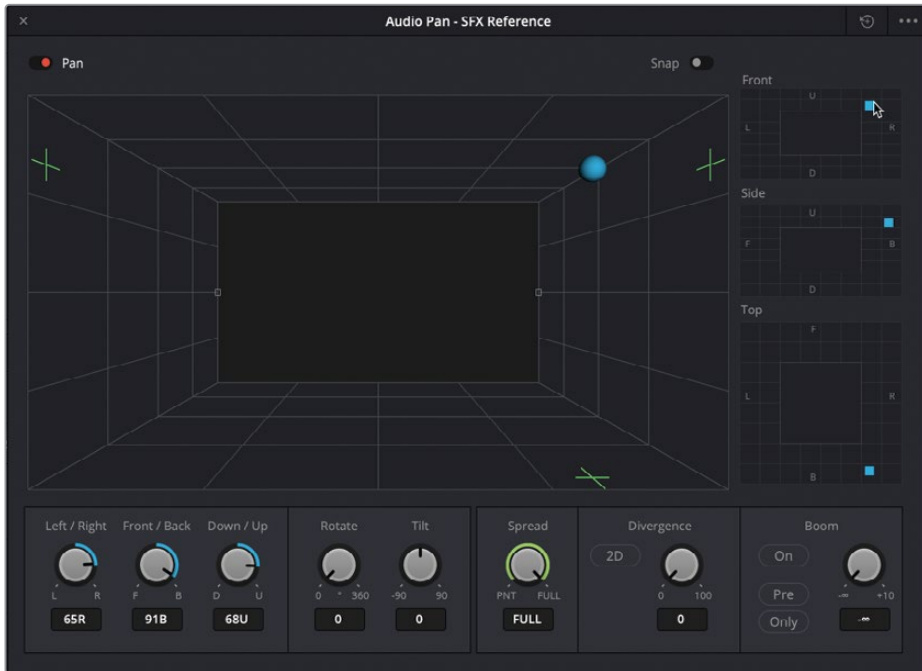 Audio Pan - SFX Reference
Pan
Snap
Front
U
L R
D
Side
U
F B
D
Top
F
L R
B
Left / Right Front / Back Down / Up Rotate Tilt Spread Divergence Boom
2D On
L R F B D U 0 ° 360 -90 90 PNT FULL 0 100 -∞ +10
Pre
Only
65R 91B 68U 0 0 FULL 0 -∞